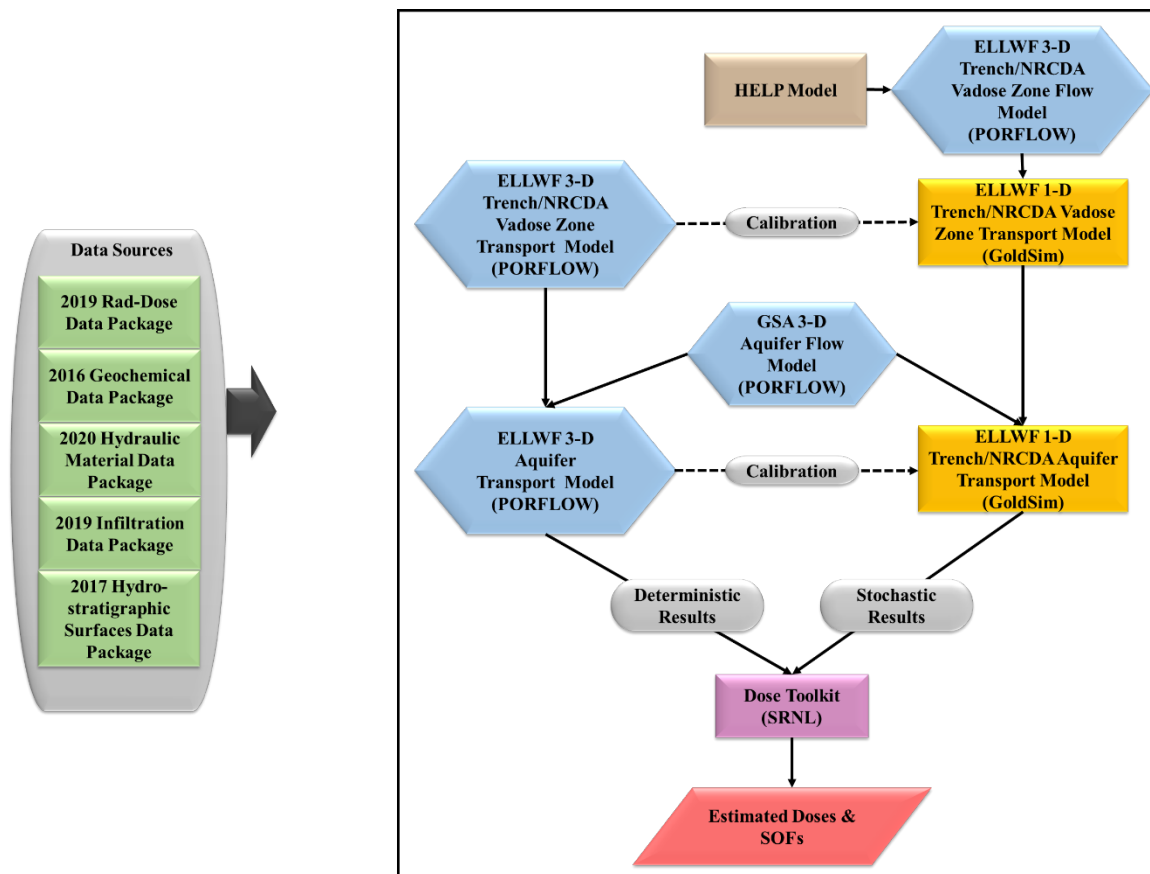 Data Sources
2019 Rad-Dose
Data Package
2016 Geochemical
Data Package
2020 Hydraulic
Material Data
Package
2019 Infiltration
Data Package
2017 Hydro-
stratigraphic
Surfaces Data
Package
HELP Model
ELLWF 3-D
Trench/NRCDA
Vadose Zone Flow
Model
(PORFLOW)
ELLWF 3-D
Trench/NRCDA
Vadose Zone
Transport Model
(PORFLOW)
Calibration
ELLWF 1-D
Trench/NRCDA Vadose
Zone Transport Model
(GoldSim)
GSA 3-D
Aquifer Flow
Model
(PORFLOW)
ELLWF 3-D
Aquifer
Transport Model
(PORFLOW)
Calibration
ELLWF 1-D
Trench/NRCDA Aquifer
Transport Model
(GoldSim)
Deterministic
Results
Stochastic
Results
Dose Toolkit
(SRNL)
Estimated Doses &
SOFs